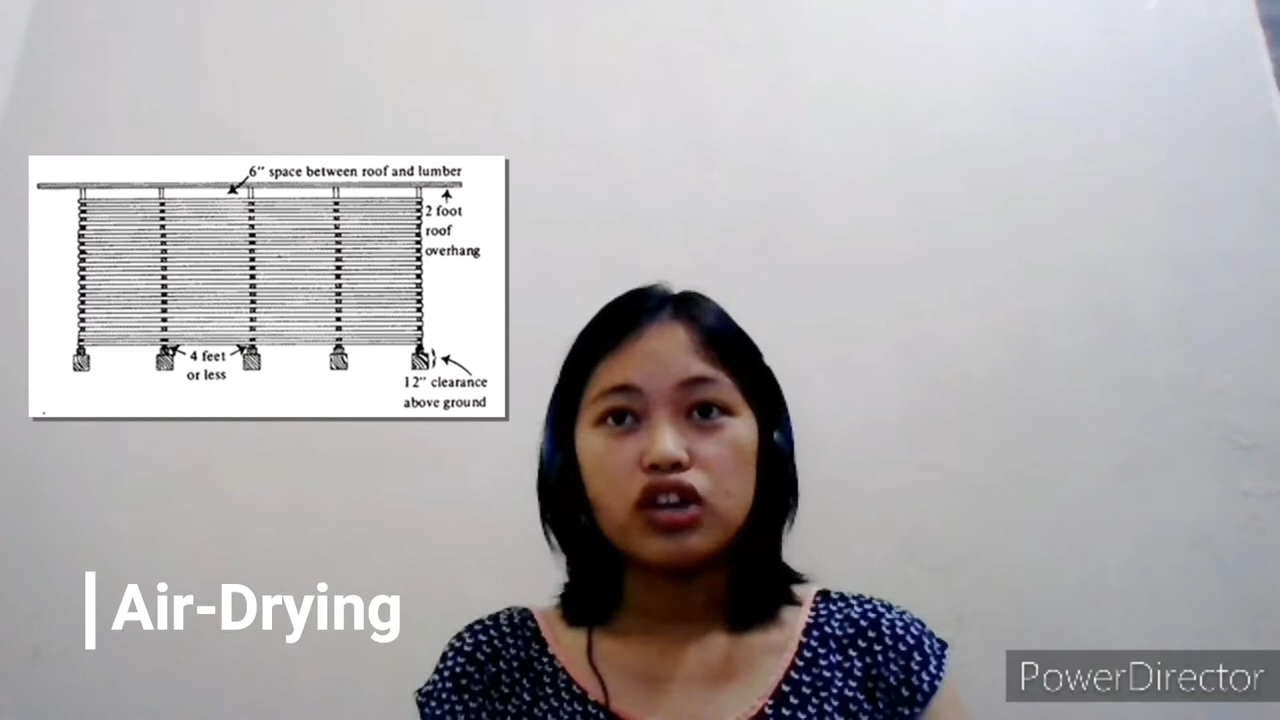 6” space between roof and lumber
2 foot
roof
overhang
4 feet
or less
12” clearance
above ground
Air-Drying
PowerDirector